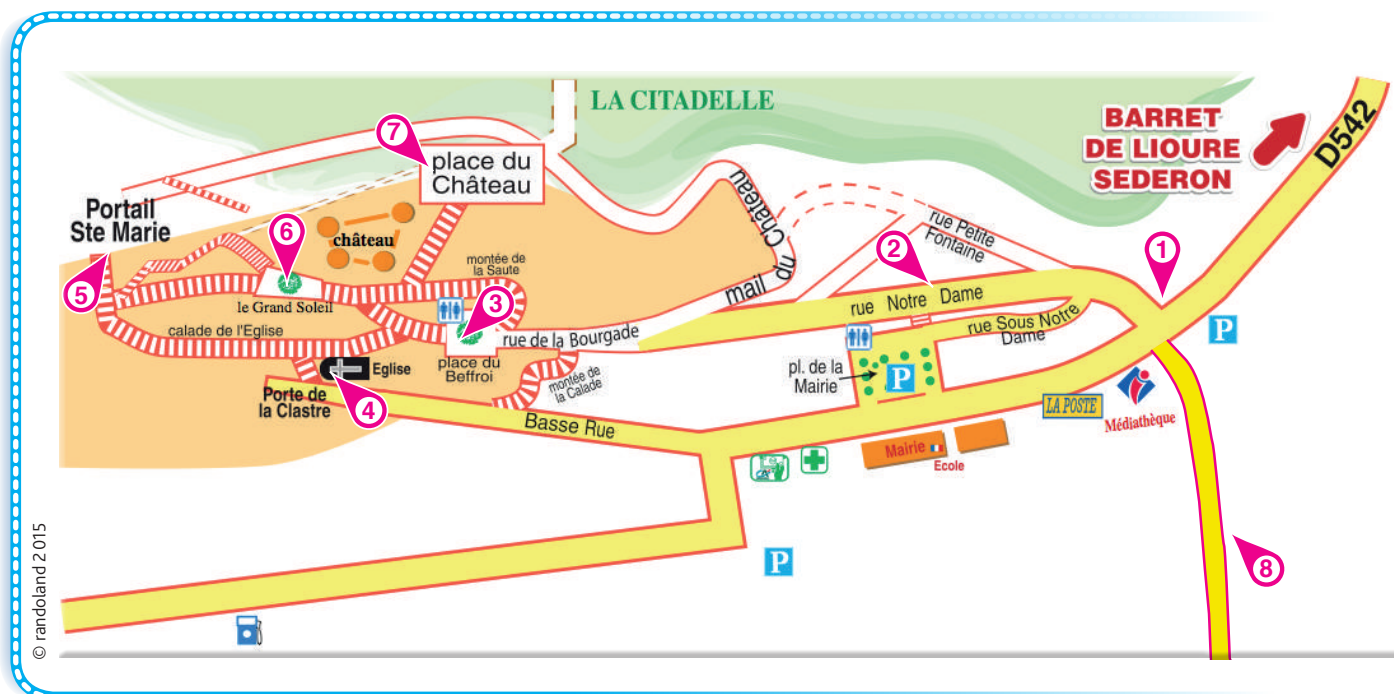 LA CITADELLE
BARRET
DE LIOURE
SEDERON
D542
7
place du
Château
Portail
Ste Marie
6
château
montée de
la Saute
mail du Château
rue Petite
Fontaine
2
1
5
le Grand Soleil
3
rue Notre Dame
P
calade de l'Eglise
rue de la Bourgade
rue Sous Notre
Dame
place du
Beffroi
pl. de la
Mairie
P
Eglise
4
Porte de
la Clastre
montée de
la Calade
LA POSTE
Médiathèque
Basse Rue
Mairie
Ecole
P
8
© randoland 2 015